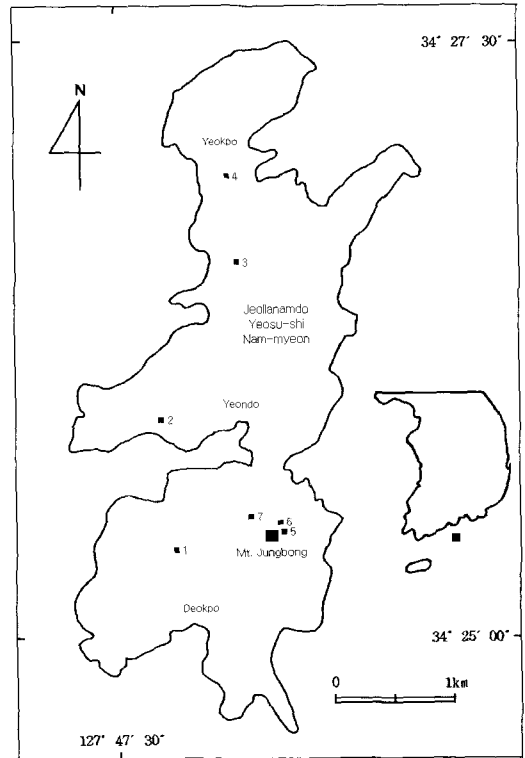 34° 27′ 30″
N
Yeokpo
4
3
Jeollanamdo
Yeosu-shi
Nam-myeon
Yeondo
2
7
6
5
1
Mt. Jungbong
Deokpo
34° 25′ 00″
0 1km
127° 47′ 30″